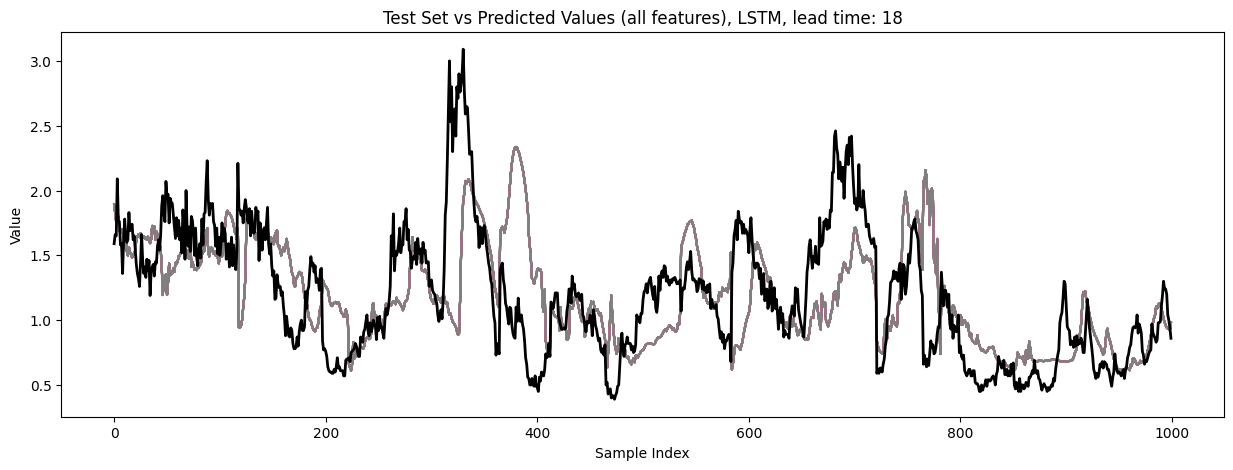 Test Set vs Predicted Values (all features), LSTM, lead time: 18
Value
3.0
2.5
2.0
1.5
1.0
0.5
0 200 400 600 800 1000
Sample Index